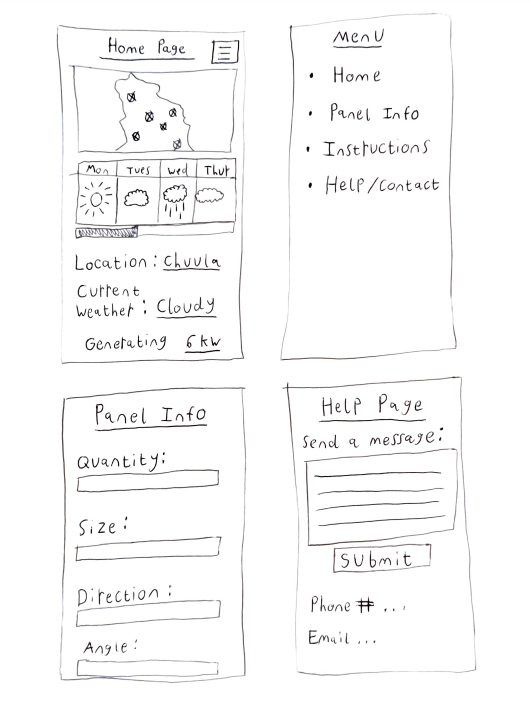 Home Page
Mon Tues Wed Thur
Location: Chuula
Current
Weather: Cloudy
Generating 6 kW
Menu
• Home
• Panel Info
• Instructions
• Help/Contact
Panel Info
Quantity:
Size:
Direction:
Angle:
Help Page
Send a message:
Submit
Phone # ...
Email ...